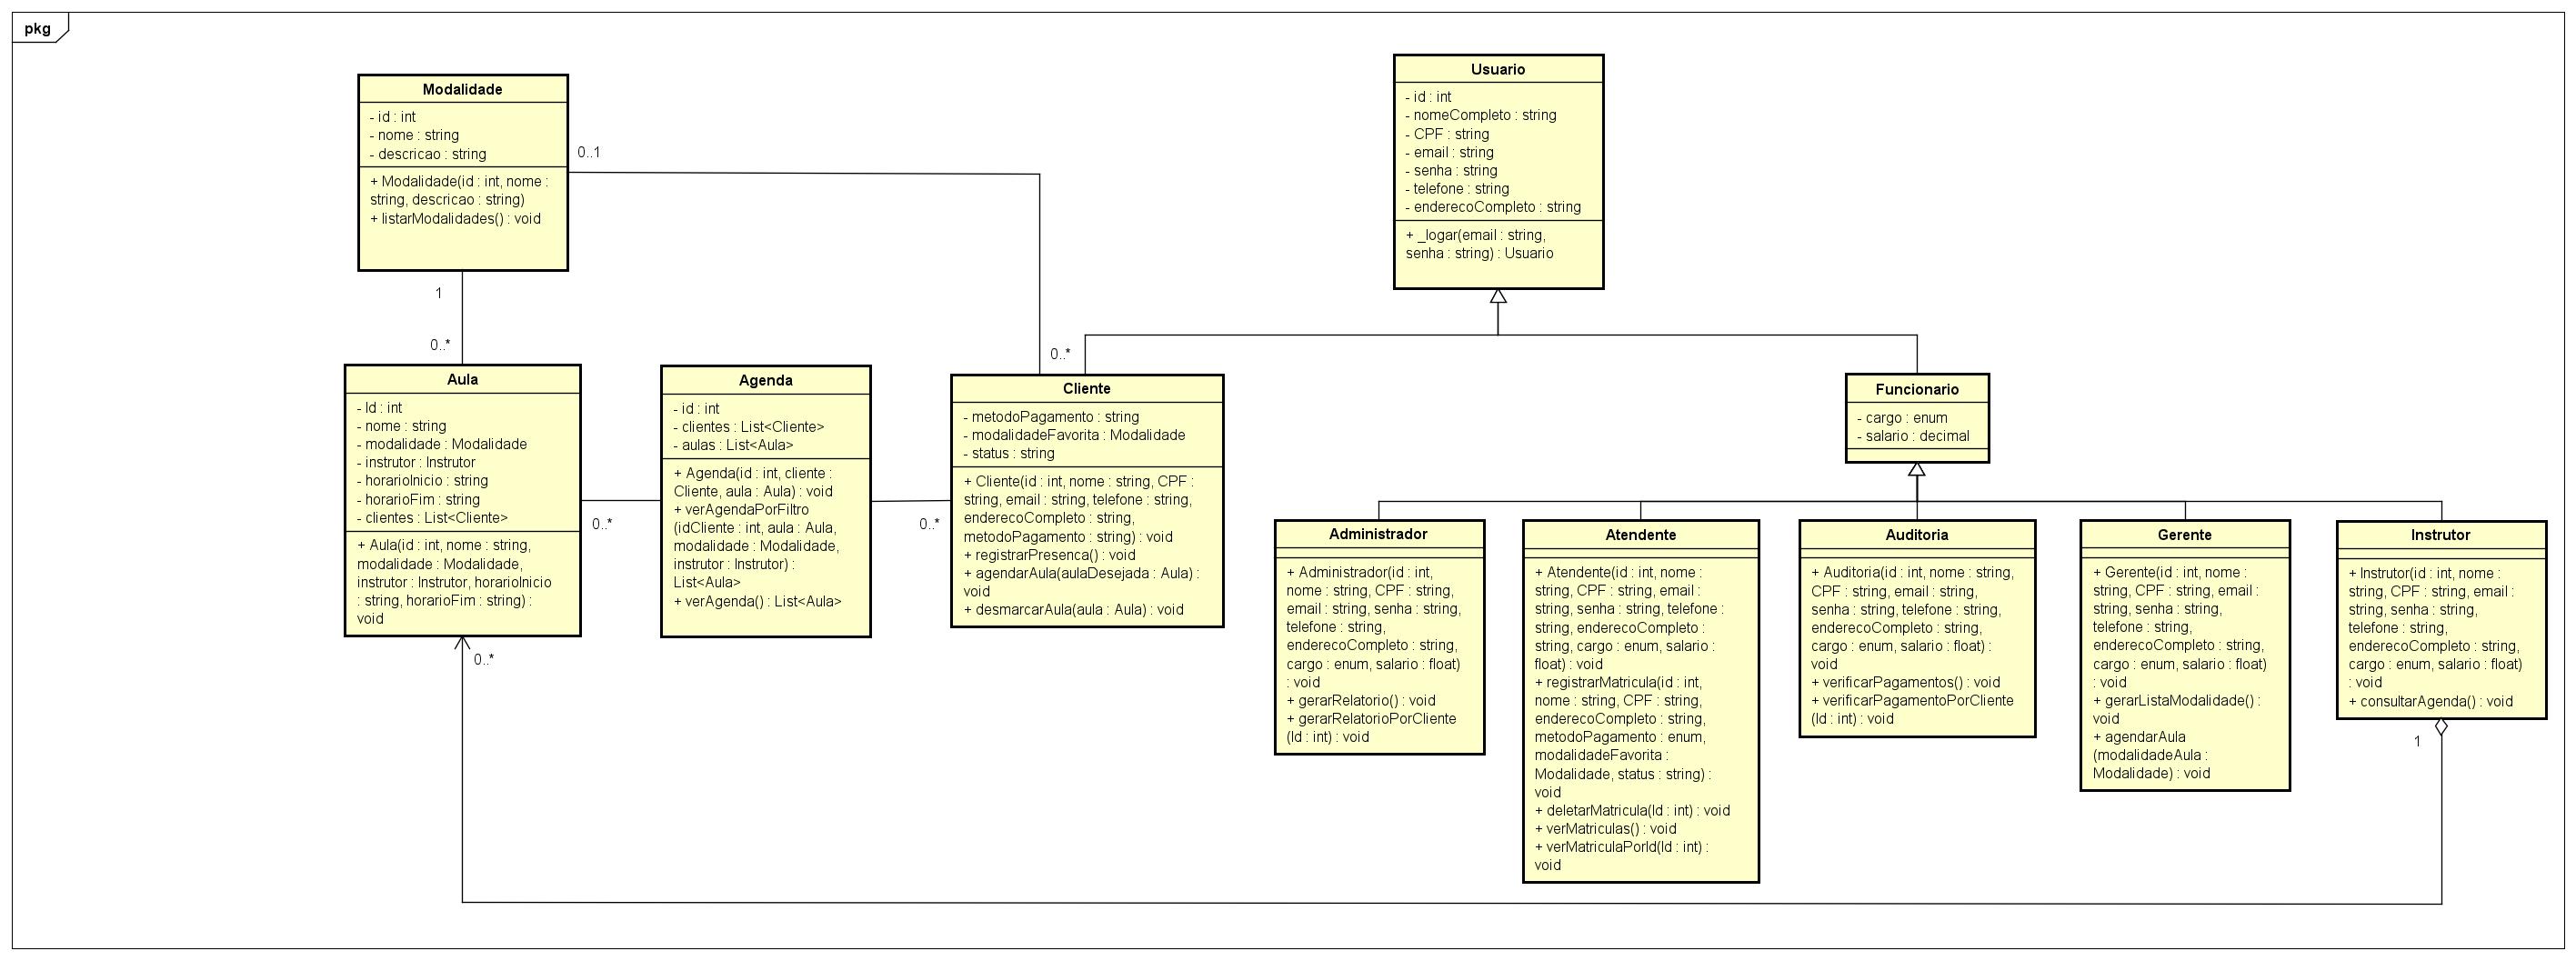 pkg
Modalidade
- id : int
- nome : string
- descricao : string
+ Modalidade(id : int, nome :
string, descricao : string)
+ listarModalidades() : void
0..1
1
0..*
Usuario
- id : int
- nomeCompleto : string
- CPF : string
- email : string
- senha : string
- telefone : string
- enderecoCompleto : string
+ _logar(email : string,
senha : string) : Usuario
0..*
Aula
- Id : int
- nome : string
- modalidade : Modalidade
- instrutor : Instrutor
- horarioInicio : string
- horarioFim : string
- clientes : List<Cliente>
+ Aula(id : int, nome : string,
modalidade : Modalidade,
instrutor : Instrutor, horarioInicio
: string, horarioFim : string) :
void
0..*
0..*
Agenda
- id : int
- clientes : List<Cliente>
- aulas : List<Aula>
+ Agenda(id : int, cliente :
Cliente, aula : Aula) : void
+ verAgendaPorFiltro
(idCliente : int, aula : Aula,
modalidade : Modalidade,
instrutor : Instrutor) :
List<Aula>
+ verAgenda() : List<Aula>
0..*
Cliente
- metodoPagamento : string
- modalidadeFavorita : Modalidade
- status : string
+ Cliente(id : int, nome : string, CPF :
string, email : string, telefone : string,
enderecoCompleto : string,
metodoPagamento : string) : void
+ registrarPresenca() : void
+ agendarAula(aulaDesejada : Aula) :
void
+ desmarcarAula(aula : Aula) : void
Funcionario
- cargo : enum
- salario : decimal
Administrador
+ Administrador(id : int,
nome : string, CPF : string,
email : string, senha : string,
telefone : string,
enderecoCompleto : string,
cargo : enum, salario : float)
: void
+ gerarRelatorio() : void
+ gerarRelatorioPorCliente
(Id : int) : void
Atendente
+ Atendente(id : int, nome :
string, CPF : string, email :
string, senha : string, telefone :
string, enderecoCompleto :
string, cargo : enum, salario :
float) : void
+ registrarMatricula(id : int,
nome : string, CPF : string,
enderecoCompleto : string,
metodoPagamento : enum,
modalidadeFavorita :
Modalidade, status : string) :
void
+ deletarMatricula(Id : int) : void
+ verMatriculas() : void
+ verMatriculaPorId(Id : int) :
void
Auditoria
+ Auditoria(id : int, nome : string,
CPF : string, email : string,
senha : string, telefone : string,
enderecoCompleto : string,
cargo : enum, salario : float) :
void
+ verificarPagamentos() : void
+ verificarPagamentoPorCliente
(Id : int) : void
Gerente
+ Gerente(id : int, nome :
string, CPF : string, email :
string, senha : string,
telefone : string,
enderecoCompleto : string,
cargo : enum, salario : float)
: void
+ gerarListaModalidade() :
void
+ agendarAula
(modalidadeAula :
Modalidade) : void
Instrutor
+ Instrutor(id : int, nome :
string, CPF : string, email :
string, senha : string,
telefone : string,
enderecoCompleto : string,
cargo : enum, salario : float)
: void
+ consultarAgenda() : void
1